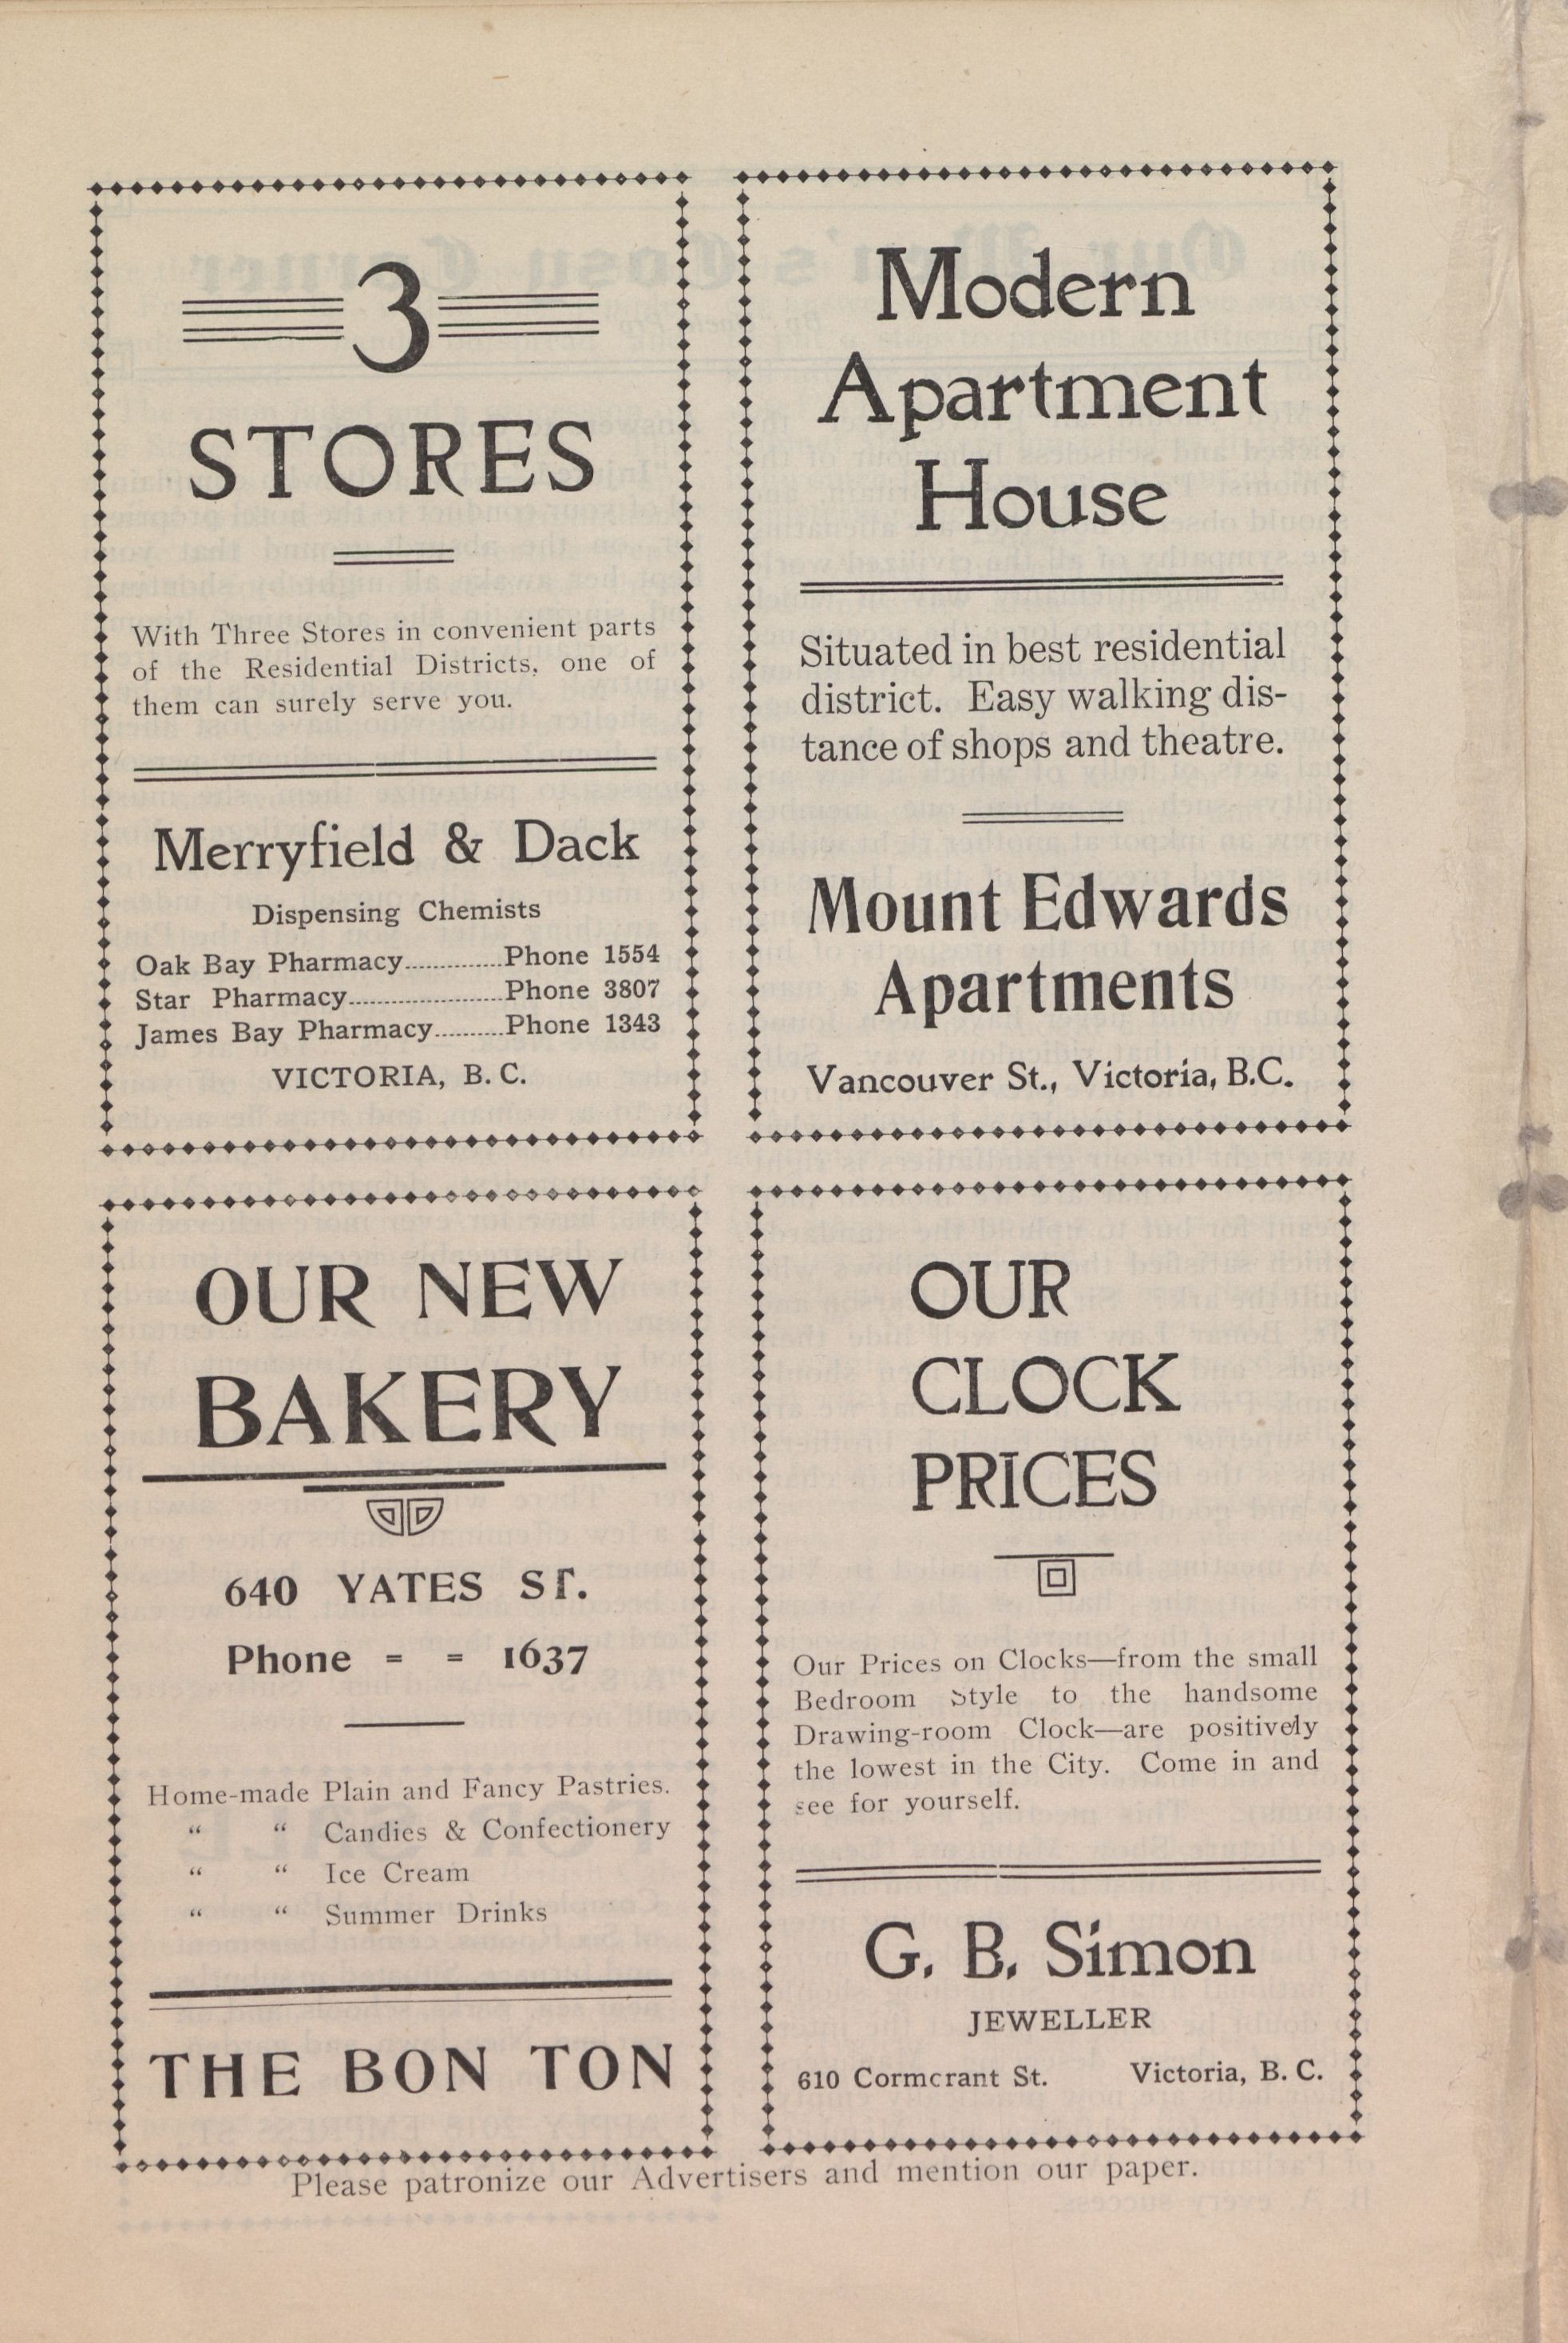 3
STORES
With Three Stores in convenient parts
of the Residential Districts, one of
them can surely serve you.
Merryfield & Dack
Dispensing Chemists
Oak Bay Pharmacy..............Phone 1554
Star Pharmacy......................Phone 3807
James Bay Pharmacy..........Phone 1343
VICTORIA, B. C.
Modern
Apartment
House
Situated in best residential
district. Easy walking dis-
tance of shops and theatre.
Mount Edwards
Apartments
Vancouver St., Victoria, B.C.
OUR NEW
BAKERY
640 YATES ST.
Phone = = 1637
Home-made Plain and Fancy Pastries.
“ “ Candies & Confectionery
“ “ Ice Cream
“ “ Summer Drinks
THE BON TON
OUR
CLOCK
PRICES
Our Prices on Clocks—from the small
Bedroom Style to the handsome
Drawing-room Clock—are positively
the lowest in the City. Come in and
see for yourself.
G. B. Simon
JEWELLER
610 Cormcrant St. Victoria, B. C.
Please patronize our Advertisers and mention our paper.